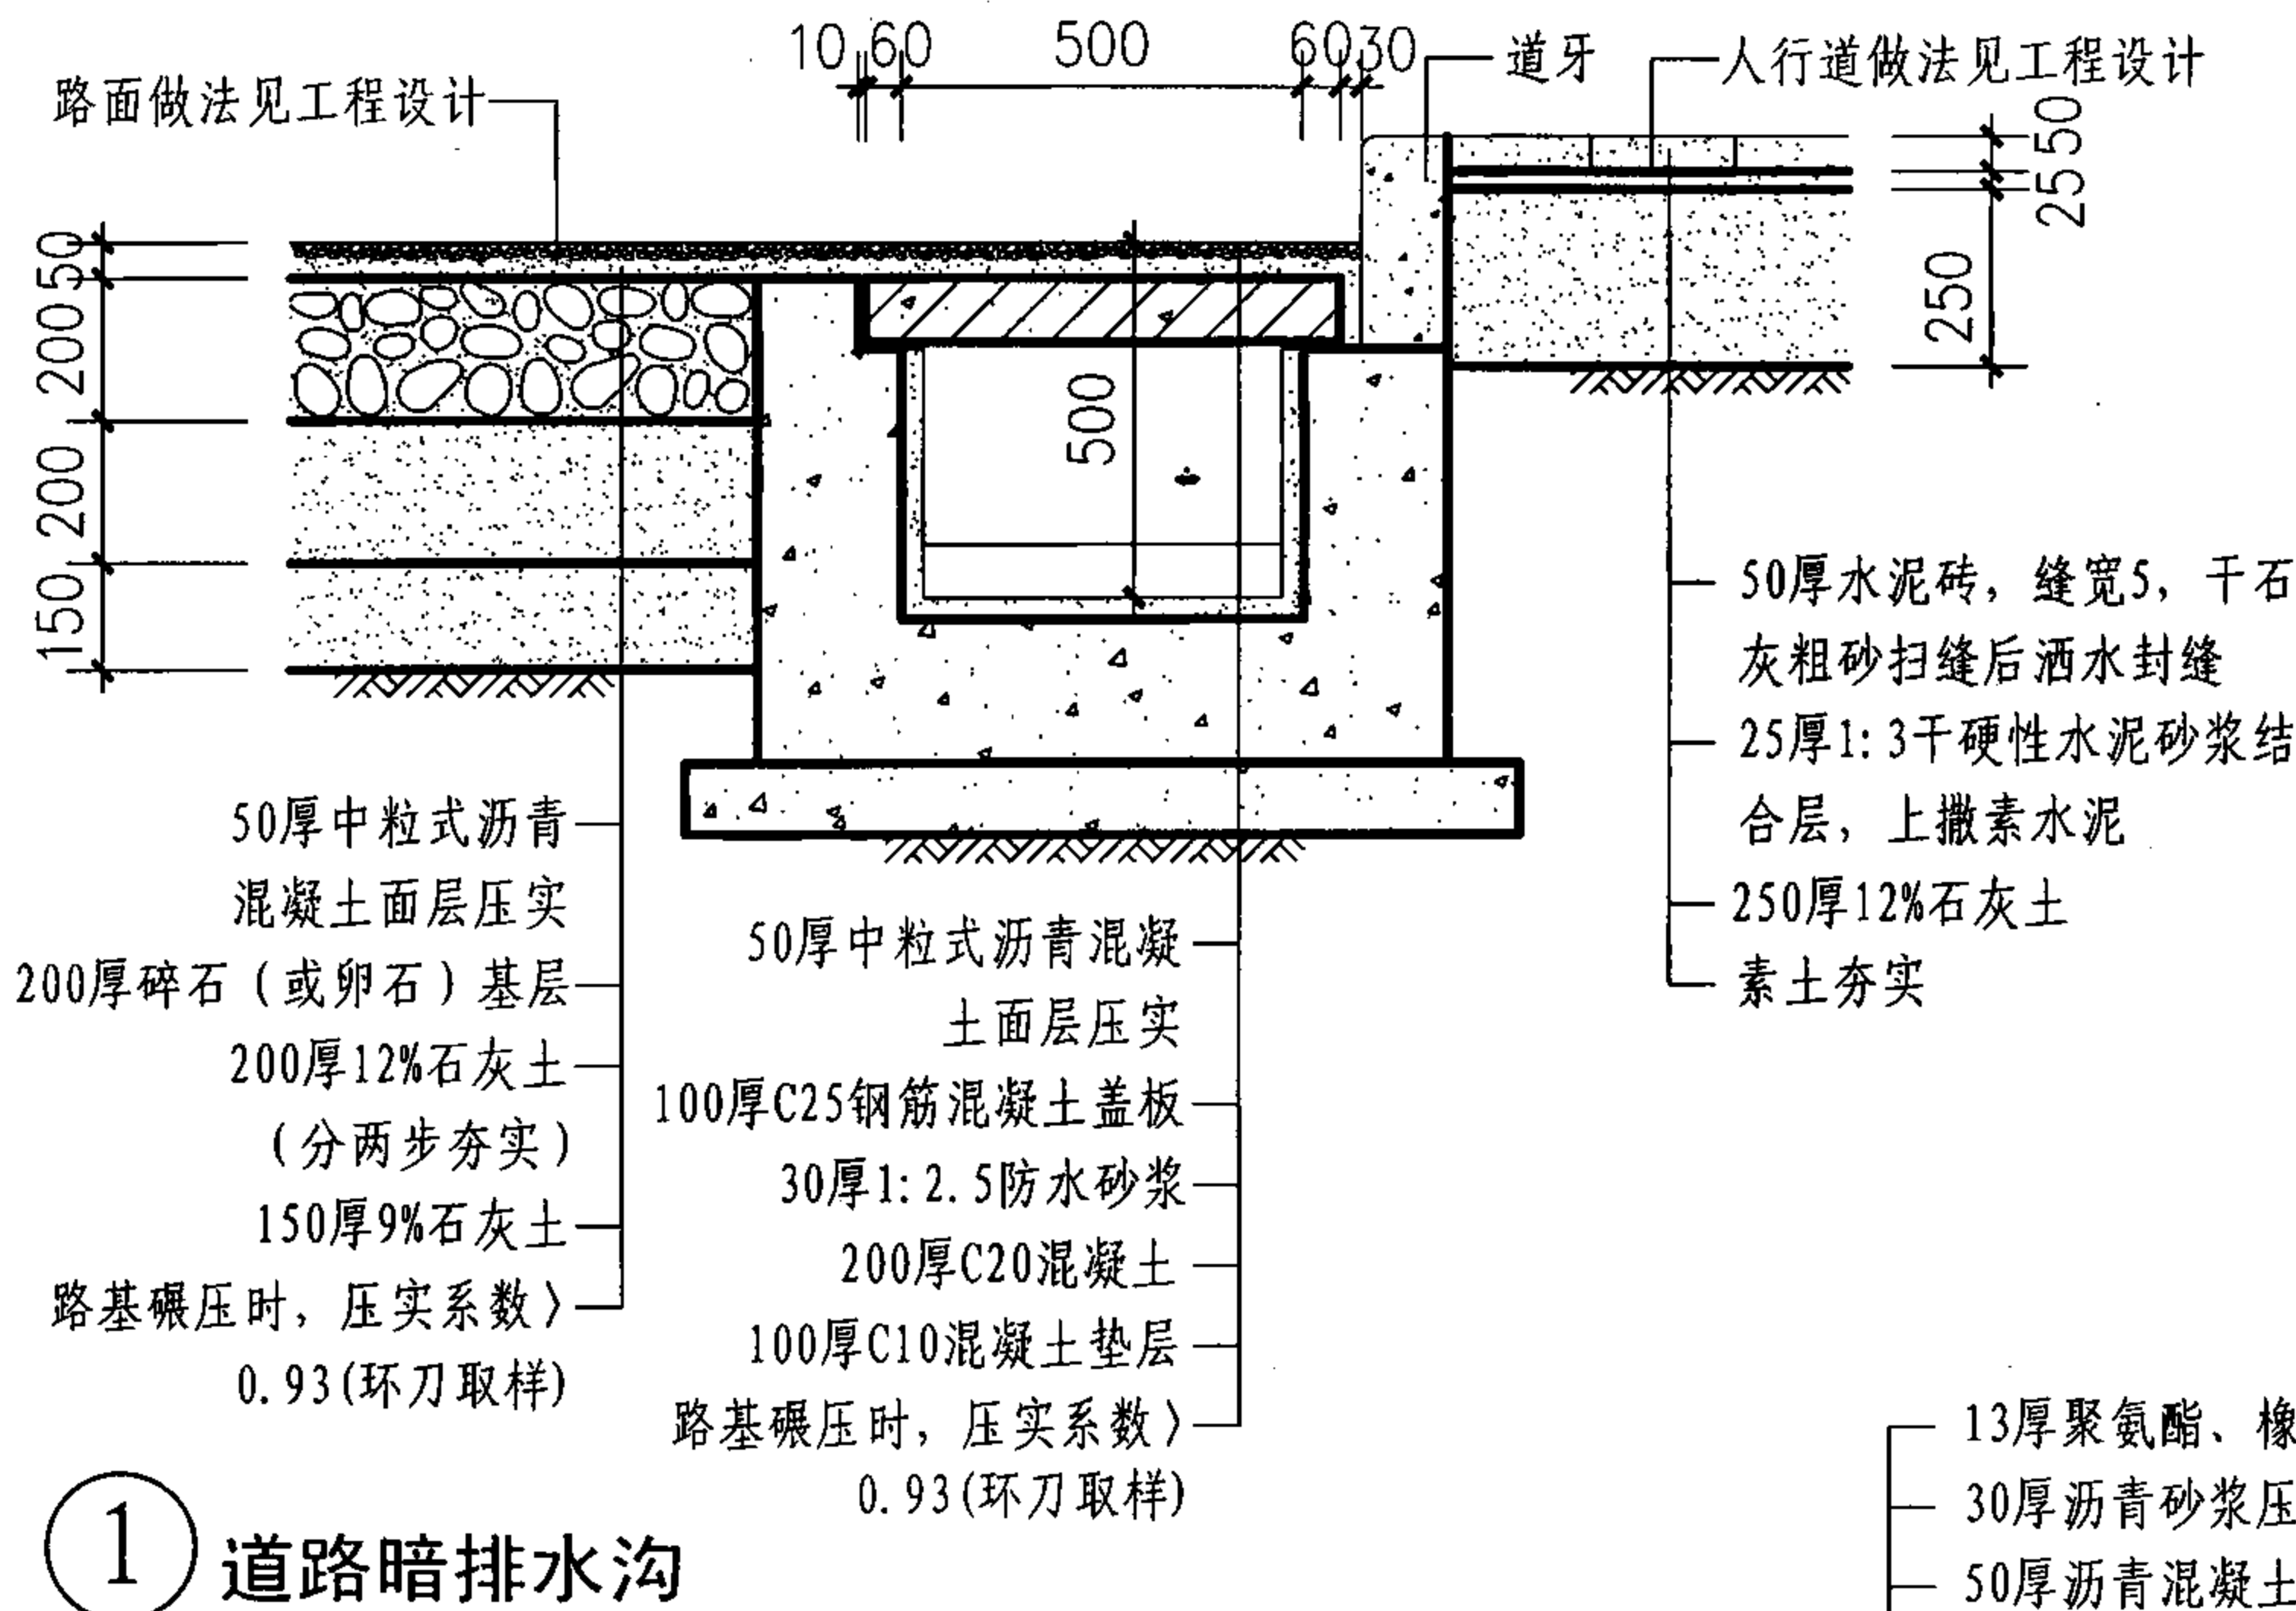 10 60 500 60 30
道牙
人行道做法见工程设计
路面做法见工程设计
50
200
200
150
500
50
25
250
50厚水泥砖，缝宽5，干石
灰粗砂扫缝后洒水封缝
25厚1:3干硬性水泥砂浆结
合层，上撒素水泥
250厚12%石灰土
素土夯实
50厚中粒式沥青
混凝土面层压实
200厚碎石（或卵石）基层
200厚12%石灰土
（分两步夯实）
150厚9%石灰土
路基碾压时，压实系数〉
0.93(环刀取样)
50厚中粒式沥青混凝
土面层压实
100厚C25钢筋混凝土盖板
30厚1:2.5防水砂浆
200厚C20混凝土
100厚C10混凝土垫层
路基碾压时，压实系数〉
0.93(环刀取样)
1 道路暗排水沟
13厚聚氨酯、橡
30厚沥青砂浆压
50厚沥青混凝土